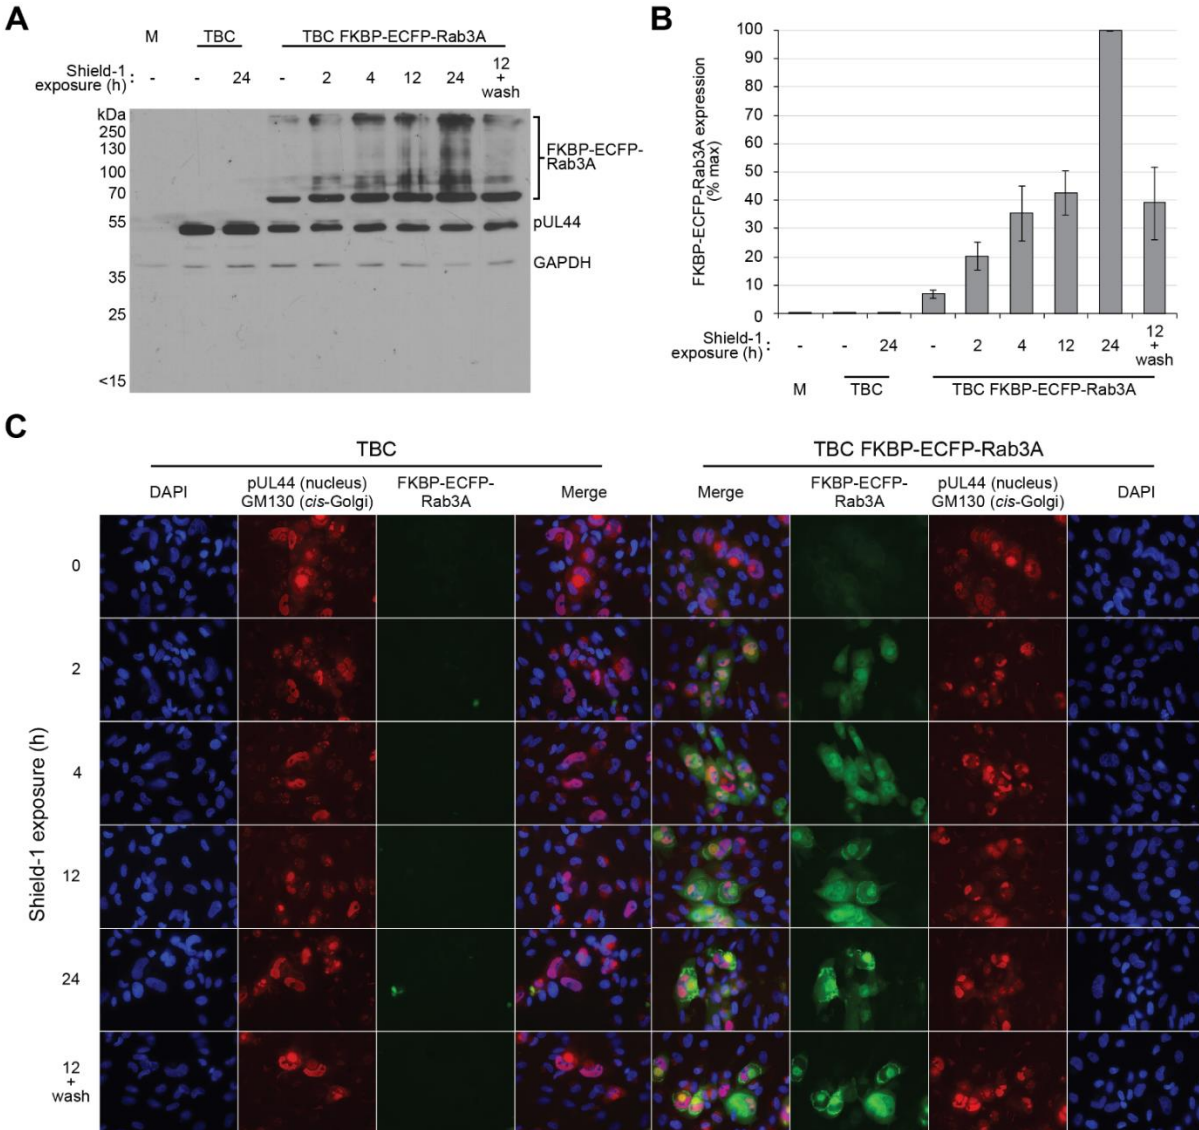 A
M
TBC
TBC FKBP-ECFP-Rab3A
Shield-1
exposure (h) :
-
-
24
-
2
4
12
24
12
+
wash
kDa
250
130
100
70
55
35
25
<15
FKBP-ECFP-
Rab3A
pUL44
GAPDH
B
FKBP-ECFP-Rab3A expression
(% max)
100
90
80
70
60
50
40
30
20
10
0
Shield-1
exposure (h) :
-
-
24
-
2
4
12
24
12
+
wash
M
TBC
TBC FKBP-ECFP-Rab3A
C
TBC
TBC FKBP-ECFP-Rab3A
DAPI
pUL44 (nucleus)
GM130 (cis-Golgi)
FKBP-ECFP-
Rab3A
Merge
Merge
FKBP-ECFP-
Rab3A
pUL44 (nucleus)
GM130 (cis-Golgi)
DAPI
Shield-1 exposure (h)
0
2
4
12
24
12
+
wash